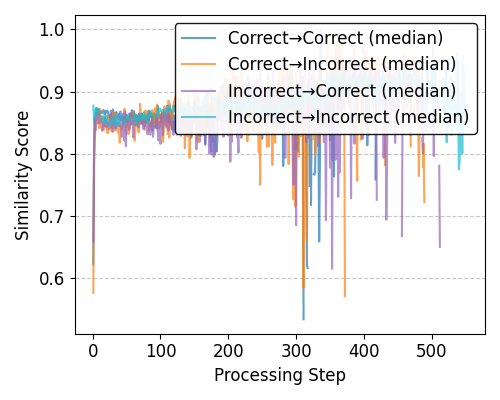 Correct→Correct (median)
Correct→Incorrect (median)
Incorrect→Correct (median)
Incorrect→Incorrect (median)
1.0
0.9
0.8
0.7
0.6
Similarity Score
0 100 200 300 400 500
Processing Step